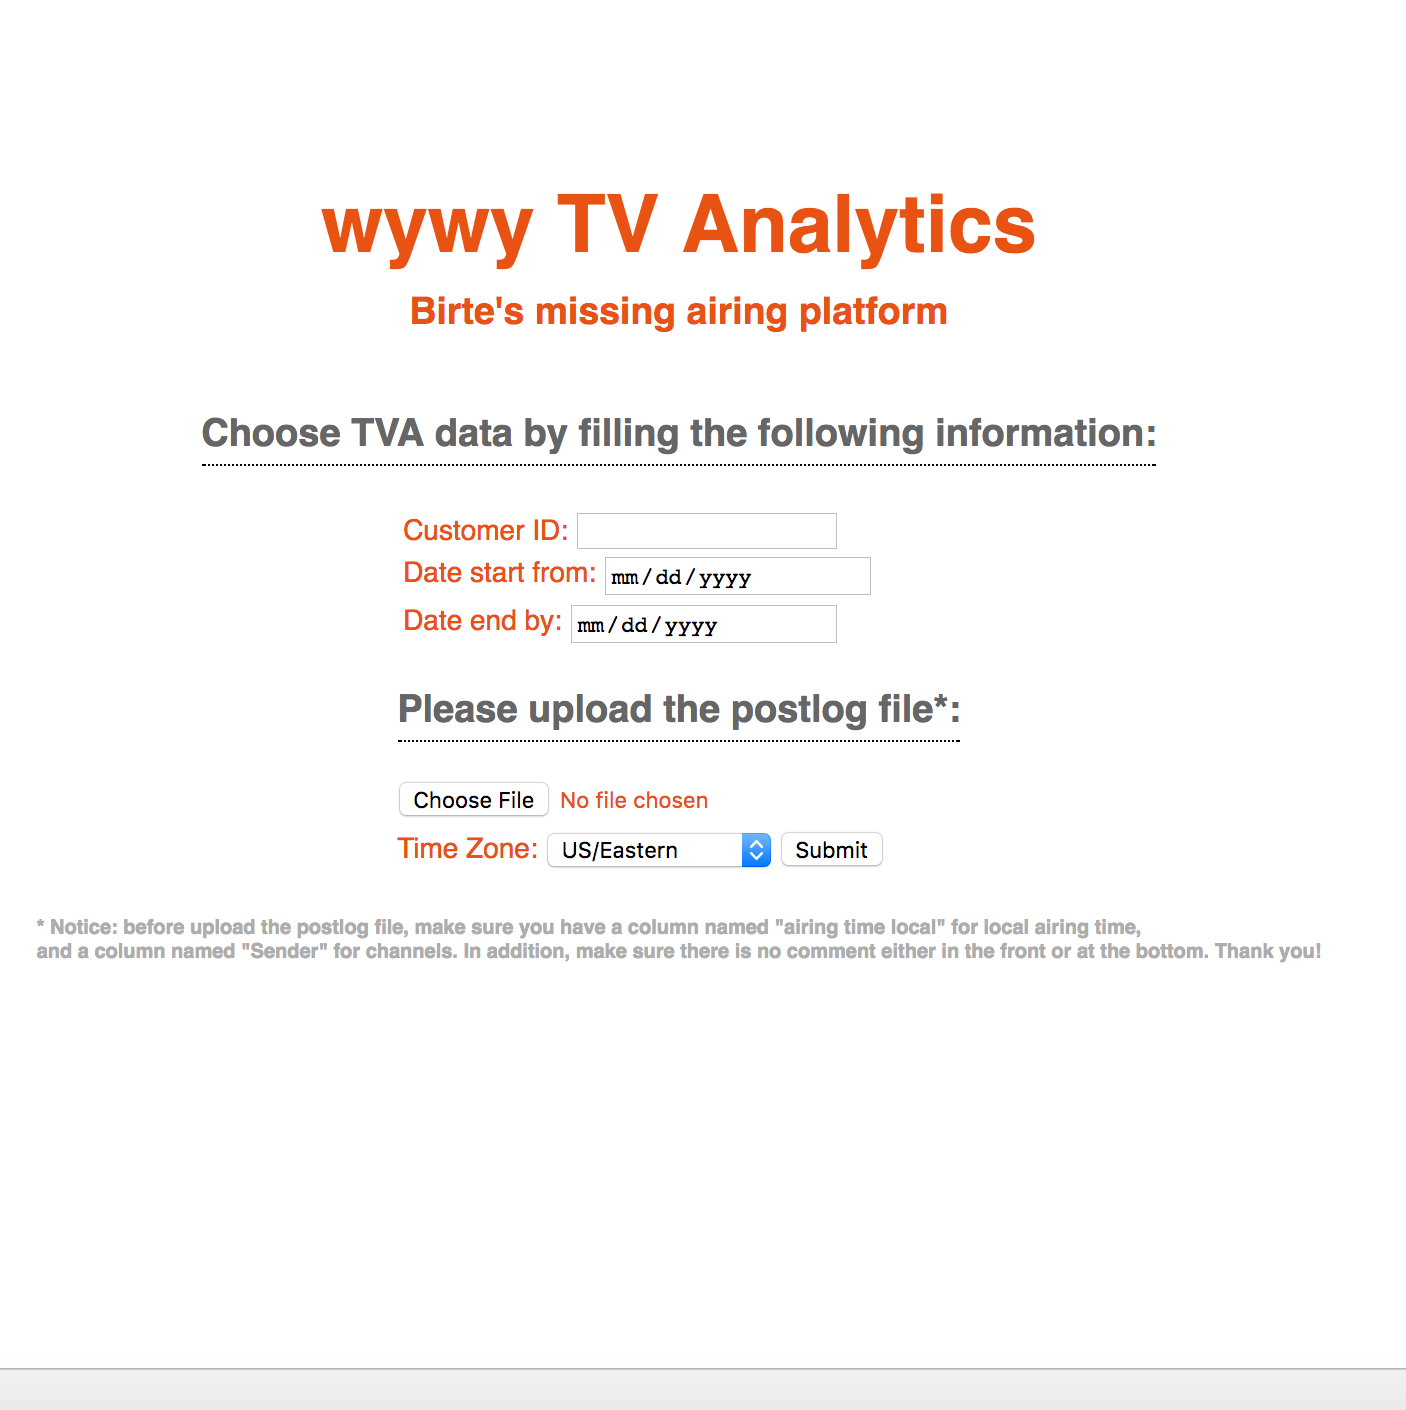 wywy TV Analytics
Birte's missing airing platform
Choose TVA data by filling the following information:
Customer ID:
Date start from: mm/dd/yyyy
Date end by: mm/dd/yyyy
Please upload the postlog file*:
Choose File No file chosen
Time Zone: US/Eastern Submit
* Notice: before upload the postlog file, make sure you have a column named "airing time local" for local airing time,
and a column named "Sender" for channels. In addition, make sure there is no comment either in the front or at the bottom. Thank you!